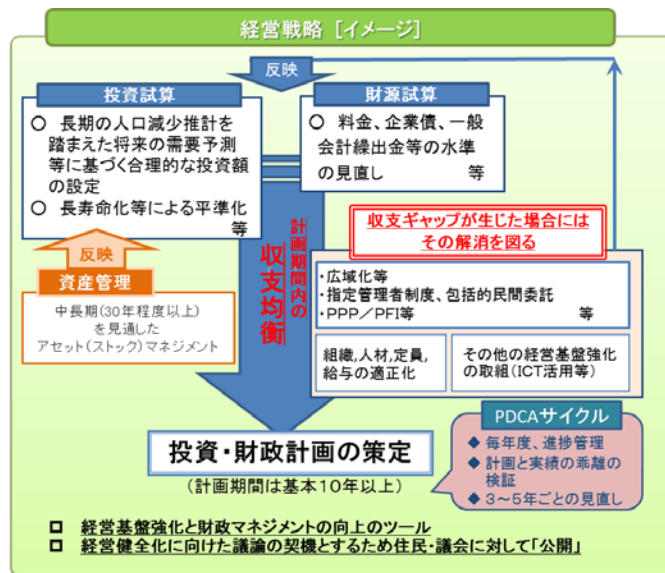 経営戦略 [イメージ]
反映
投資試算
○ 長期の人口減少推計を
踏まえた将来の需要予測
等に基づく合理的な投資額
の設定
○ 長寿命化等による平準化
等
財源試算
○ 料金、企業債、一般
会計繰出金等の水準
の見直し 等
反映
資産管理
中長期(30年程度以上)
を見通した
アセット(ストック)マネジメント
計画期間内の
収支均衡
収支ギャップが生じた場合には
その解消を図る
・広域化等
・指定管理者制度、包括的民間委託
・PPP/PFI等 等
組織,人材,定員,
給与の適正化
その他の経営基盤強化
の取組(ICT活用等)
投資・財政計画の策定
(計画期間は基本10年以上)
PDCAサイクル
◆ 毎年度、進捗管理
◆ 計画と実績の乖離の
検証
◆ 3~5年ごとの見直し
□ 経営基盤強化と財政マネジメントの向上のツール
□ 経営健全化に向けた議論の契機とするため住民・議会に対して「公開」